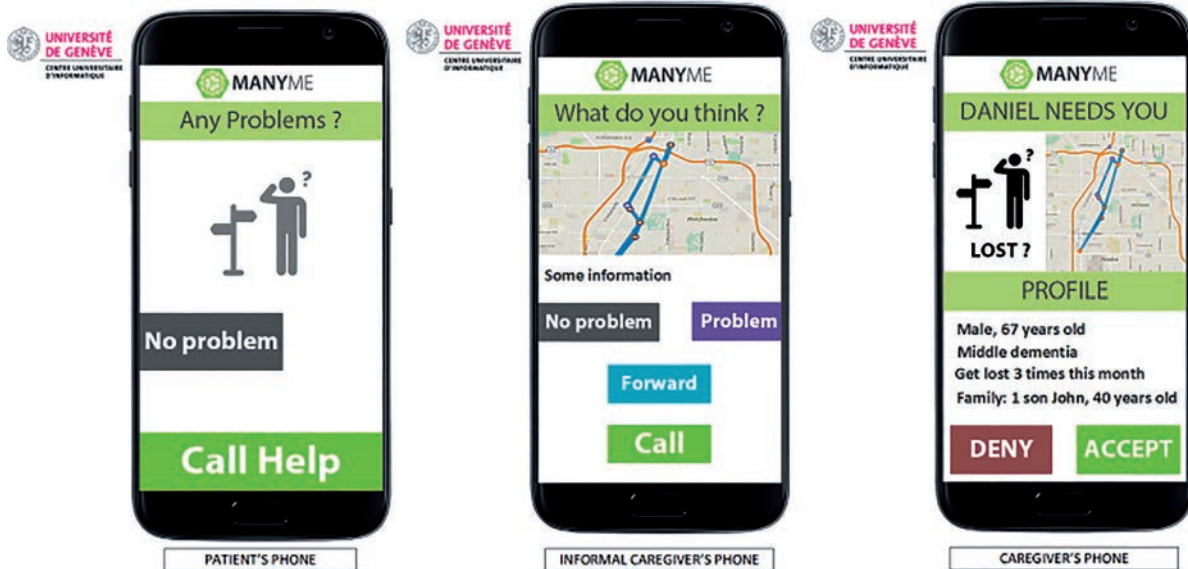 UNIVERSITÉ
DE GENÈVE
CENTRE UNIVERSITAIRE
D'INFORMATIQUE
MANYME
Any Problems ?
?
No problem
Call Help
PATIENT'S PHONE
UNIVERSITÉ
DE GENÈVE
CENTRE UNIVERSITAIRE
D'INFORMATIQUE
MANYME
What do you think ?
Some information
No problem
Problem
Forward
Call
INFORMAL CAREGIVER'S PHONE
UNIVERSITÉ
DE GENÈVE
CENTRE UNIVERSITAIRE
D'INFORMATIQUE
MANYME
DANIEL NEEDS YOU
?
LOST ?
PROFILE
Male, 67 years old
Middle dementia
Get lost 3 times this month
Family: 1 son John, 40 years old
DENY
ACCEPT
CAREGIVER'S PHONE